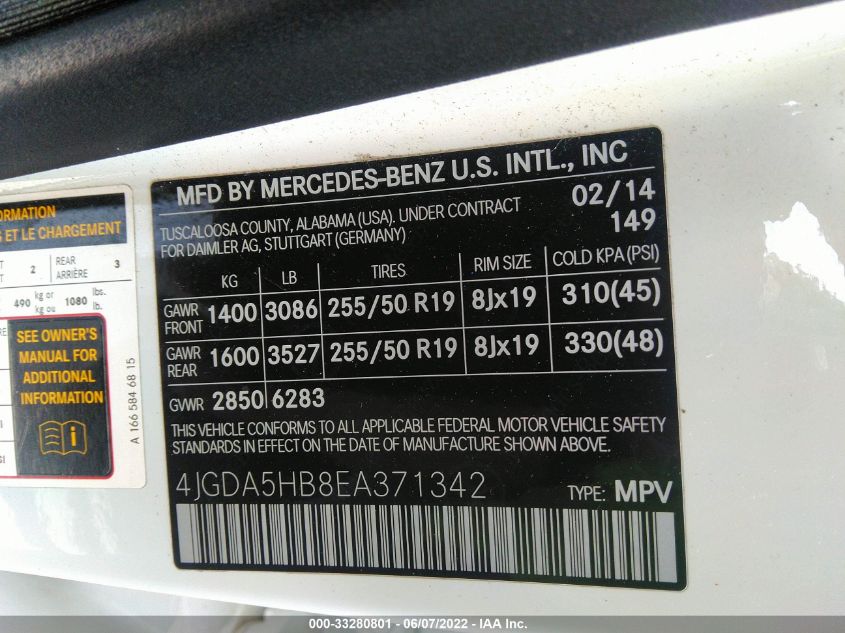 ORMATION
S ET LE CHARGEMENT
2
REAR
ARRIÈRE
3
490 kg or
kg ou 1080 lbs.
lb.
SEE OWNER'S
MANUAL FOR
ADDITIONAL
INFORMATION
A 166 584 68 15
MFD BY MERCEDES-BENZ U.S. INTL., INC
TUSCALOOSA COUNTY, ALABAMA (USA). UNDER CONTRACT
FOR DAIMLER AG, STUTTGART (GERMANY)
02/14
149
KG LB TIRES RIM SIZE COLD KPA (PSI)
GAWR
FRONT 1400 3086 255/50 R19 8Jx19 310(45)
GAWR
REAR 1600 3527 255/50 R19 8Jx19 330(48)
GVWR 2850 6283
THIS VEHICLE CONFORMS TO ALL APPLICABLE FEDERAL MOTOR VEHICLE SAFETY
STANDARDS IN EFFECT ON THE DATE OF MANUFACTURE SHOWN ABOVE.
4JGDA5HB8EA371342 TYPE: MPV
000-33280801 - 06/07/2022 - IAA Inc.